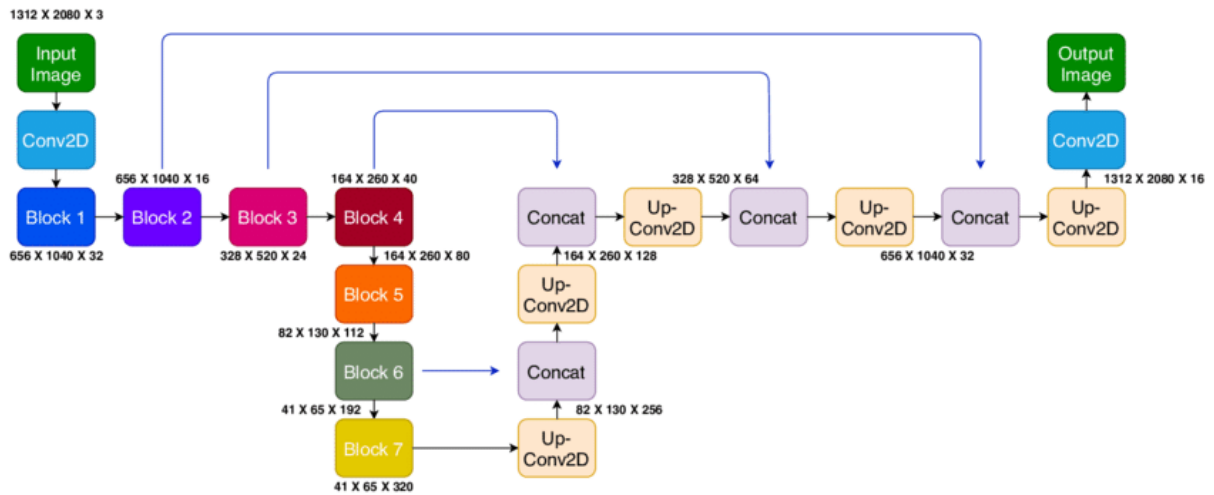 1312 X 2080 X 3
Input
Image
Output
Image
Conv2D
Conv2D
656 X 1040 X 16
164 X 260 X 40
328 X 520 X 64
1312 X 2080 X 16
Block 1
Block 2
Block 3
Block 4
Concat
Up-
Conv2D
Concat
Up-
Conv2D
Concat
Up-
Conv2D
656 X 1040 X 32
328 X 520 X 24
164 X 260 X 80
164 X 260 X 128
656 X 1040 X 32
Block 5
Up-
Conv2D
82 X 130 X 112
Block 6
Concat
41 X 65 X 192
82 X 130 X 256
Block 7
Up-
Conv2D
41 X 65 X 320